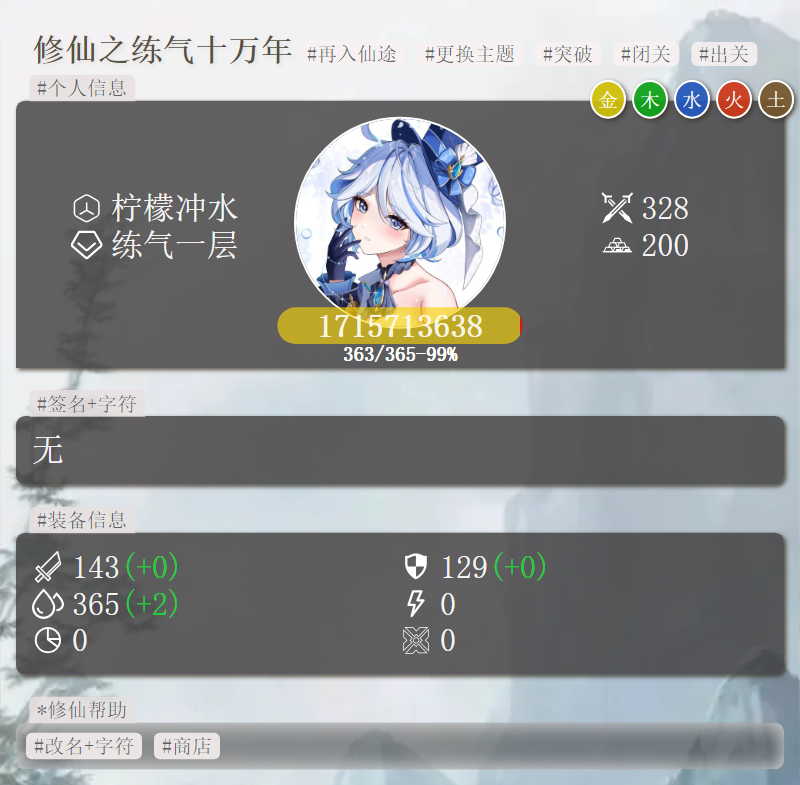 修仙之练气十万年 #再入仙途 #更换主题 #突破 #闭关 #出关
#个人信息
金 木 水 火 土
柠檬冲水 328
练气一层 200
1715713638
363/365-99%
#签名+字符
无
#装备信息
143(+0) 129(+0)
365(+2) 0
0 0
*修仙帮助
#改名+字符 #商店